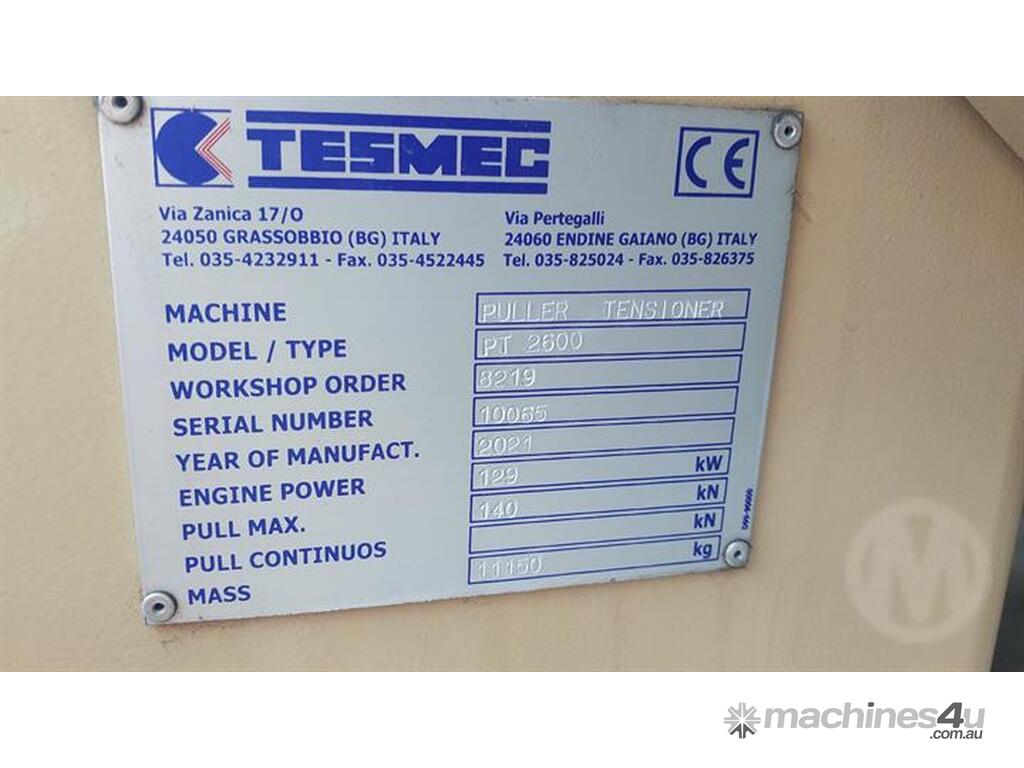 TESMEC
CE
Via Zanica 17/O
24050 GRASSOBBIO (BG) ITALY
Tel. 035-4232911 - Fax. 035-4522445
Via Pertegalli
24060 ENDINE GAIANO (BG) ITALY
Tel. 035-825024 - Fax. 035-826375
MACHINE PULLER TENSIONER
MODEL / TYPE PT 2600
WORKSHOP ORDER 8219
SERIAL NUMBER 10065
YEAR OF MANUFACT. 2021
ENGINE POWER 129 kW
PULL MAX. 140 kN
PULL CONTINUOS kN
MASS 11150 kg
M
machines4u
.com.au